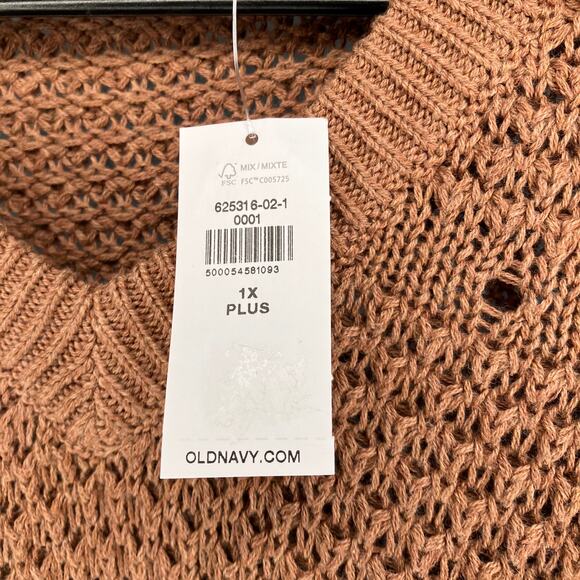 MIX/MIXTE
FSC FSC™ C005725
625316-02-1
0001
500054581093
1X
PLUS
OLDNAVY.COM